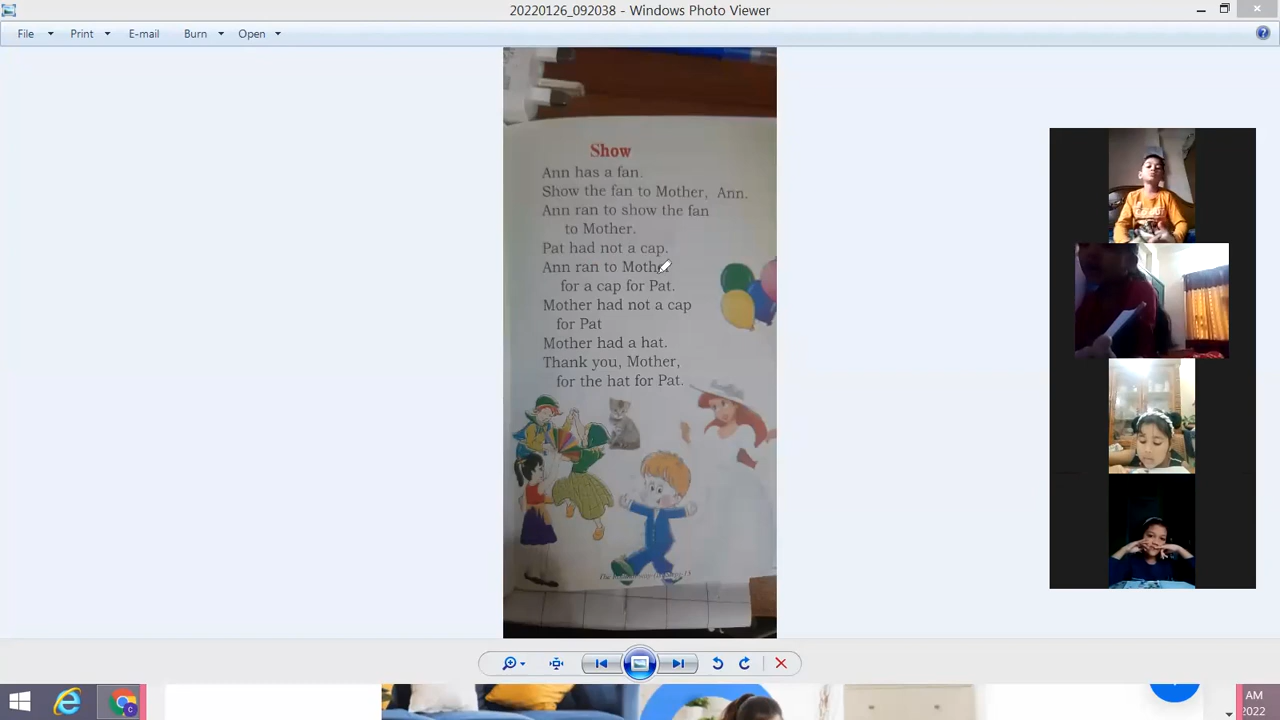 20220126_092038 - Windows Photo Viewer
File Print E-mail Burn Open
Show
Ann has a fan.
Show the fan to Mother, Ann.
Ann ran to show the fan
to Mother.
Pat had not a cap.
Ann ran to Mother
for a cap for Pat.
Mother had not a cap
for Pat
Mother had a hat.
Thank you, Mother,
for the hat for Pat.
AM
2022